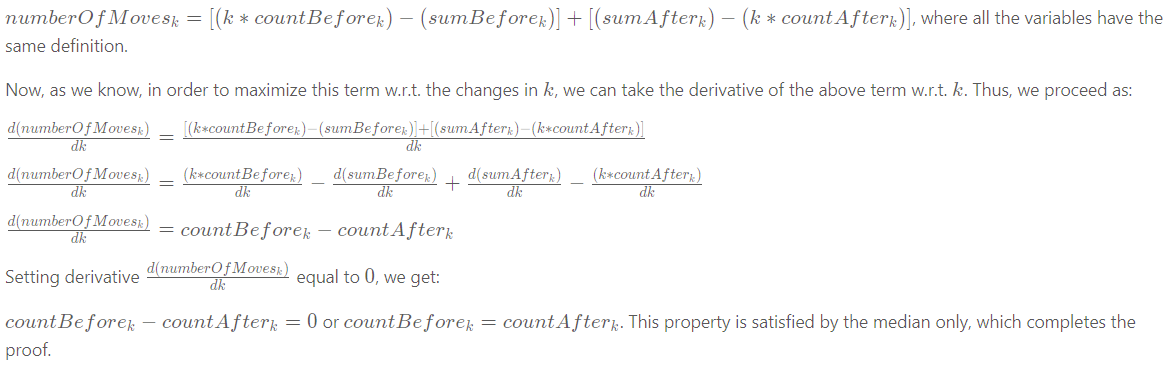 numberOfMoves_k = [(k ∗ countBefore_k) − (sumBefore_k)] + [(sumAfter_k) − (k ∗ countAfter_k)], where all the variables have the
same definition.
Now, as we know, in order to maximize this term w.r.t. the changes in k, we can take the derivative of the above term w.r.t. k. Thus, we proceed as:
\frac{d(numberOfMoves_k)}{dk} = \frac{[(k∗countBefore_k)−(sumBefore_k)]+[(sumAfter_k)−(k∗countAfter_k)]}{dk}
\frac{d(numberOfMoves_k)}{dk} = \frac{(k∗countBefore_k)}{dk} − \frac{d(sumBefore_k)}{dk} + \frac{d(sumAfter_k)}{dk} − \frac{(k∗countAfter_k)}{dk}
\frac{d(numberOfMoves_k)}{dk} = countBefore_k − countAfter_k
Setting derivative \frac{d(numberOfMoves_k)}{dk} equal to 0, we get:
countBefore_k − countAfter_k = 0 or countBefore_k = countAfter_k. This property is satisfied by the median only, which completes the
proof.